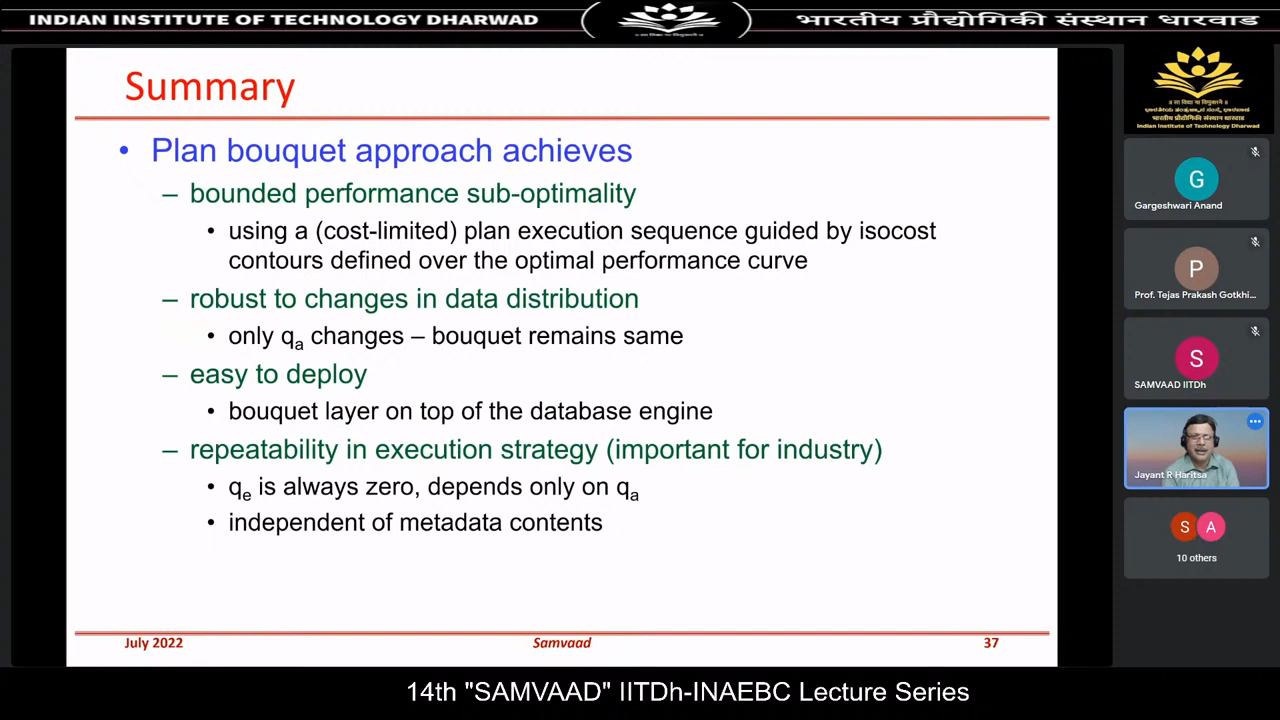 INDIAN INSTITUTE OF TECHNOLOGY DHARWAD
भारतीय प्रौद्योगिकी संस्थान धारवाड
Summary
• Plan bouquet approach achieves
– bounded performance sub-optimality
• using a (cost-limited) plan execution sequence guided by isocost
contours defined over the optimal performance curve
– robust to changes in data distribution
• only qa changes – bouquet remains same
– easy to deploy
• bouquet layer on top of the database engine
– repeatability in execution strategy (important for industry)
• qe is always zero, depends only on qa
• independent of metadata contents
July 2022
Samvaad
37
भारतीय प्रौद्योगिकी संस्थान धारवाड
Indian Institute of Technology Dharwad
G
Gargeshwari Anand
P
Prof. Tejas Prakash Gotkhi...
S
SAMVAAD IITDh
Jayant R Haritsa
S A
10 others
14th "SAMVAAD" IITDh-INAEBC Lecture Series